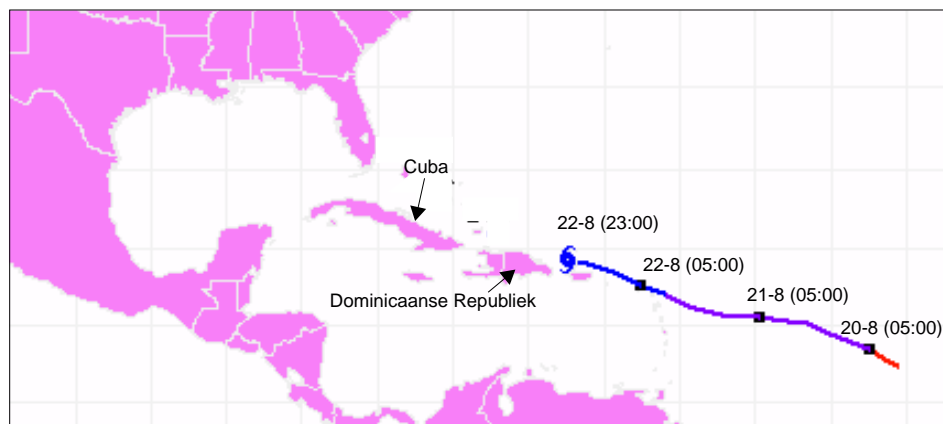 Cuba
22-8 (23:00)
22-8 (05:00)
Dominicaanse Republiek
21-8 (05:00)
20-8 (05:00)